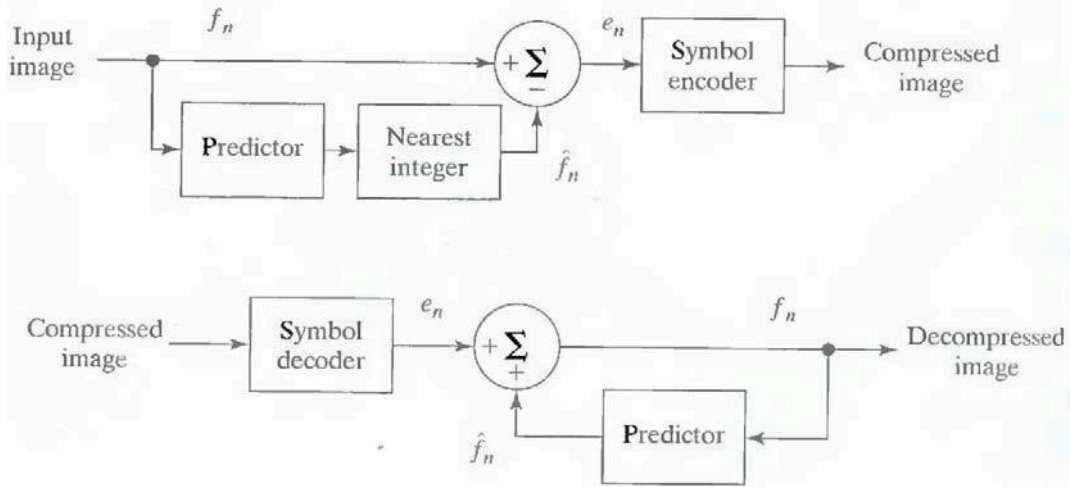 Input
image
f_n
Predictor
Nearest
integer
+ Σ
−
f̂_n
e_n
Symbol
encoder
Compressed
image
Compressed
image
Symbol
decoder
e_n
+ Σ
+
f̂_n
Predictor
f_n
Decompressed
image